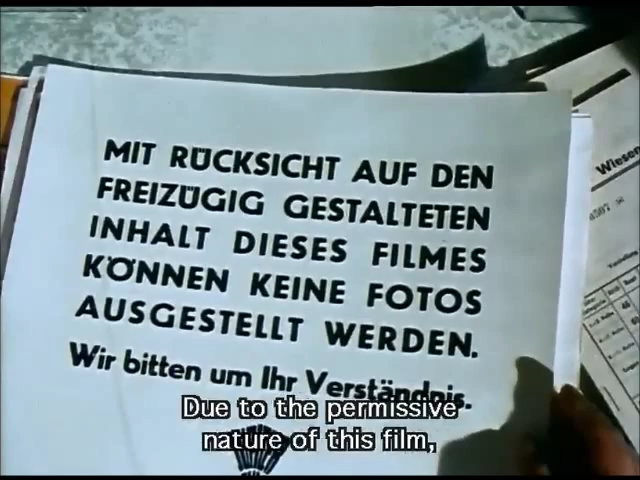 MIT RÜCKSICHT AUF DEN
FREIZÜGIG GESTALTETEN
INHALT DIESES FILMES
KÖNNEN KEINE FOTOS
AUSGESTELLT WERDEN.
Wir bitten um Ihr Verständnis.
Due to the permissive
nature of this film,
Wiesen